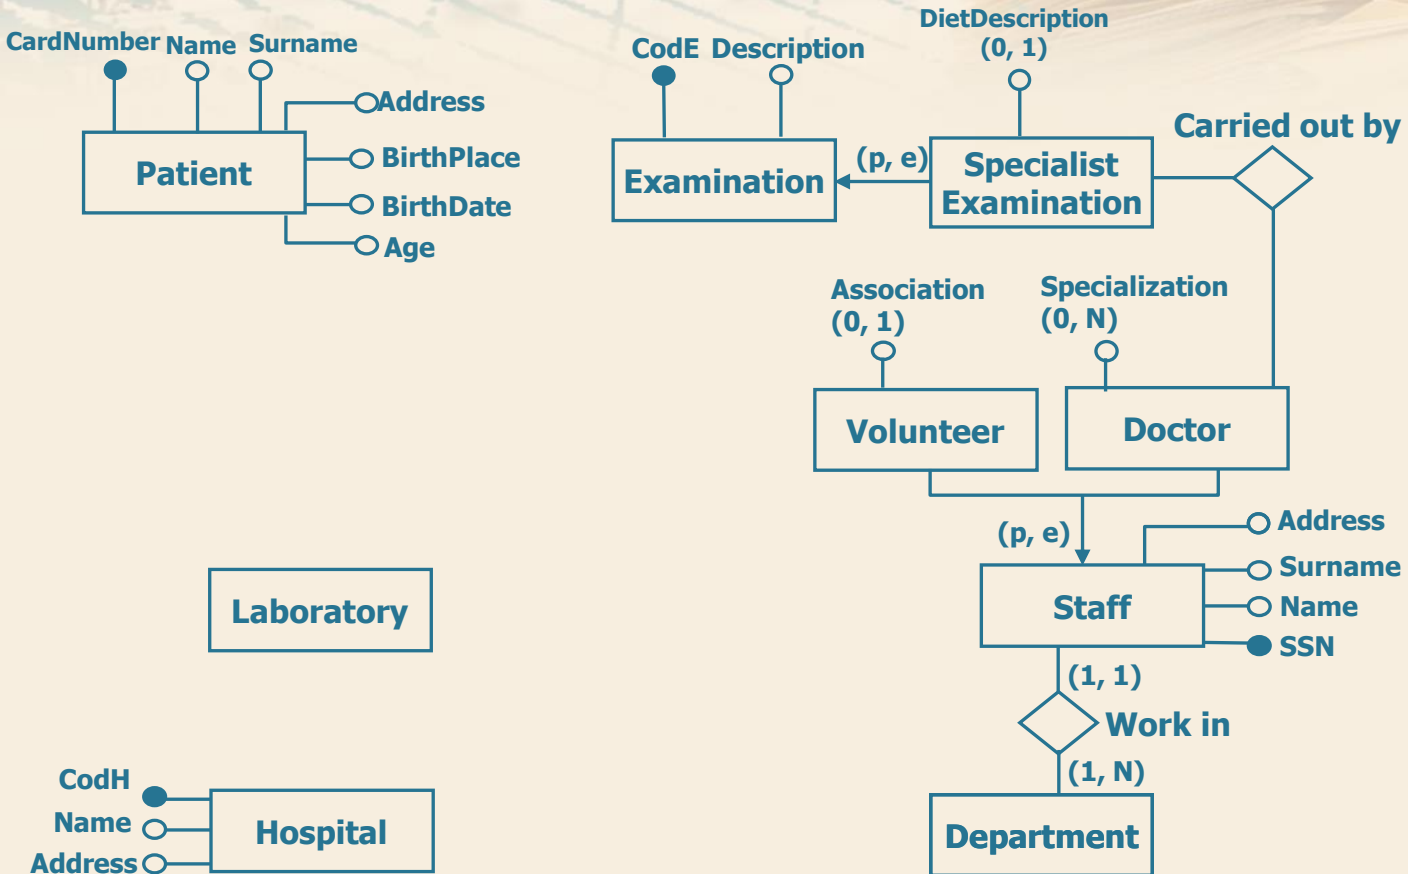 DietDescription
(0, 1)
CardNumber Name Surname
CodE Description
Address
Carried out by
Patient
BirthPlace
BirthDate
Age
Examination
(p, e)
Specialist
Examination
Association
(0, 1)
Specialization
(0, N)
Volunteer
Doctor
(p, e)
Address
Surname
Name
SSN
Laboratory
Staff
(1, 1)
Work in
(1, N)
CodH
Name
Address
Hospital
Department